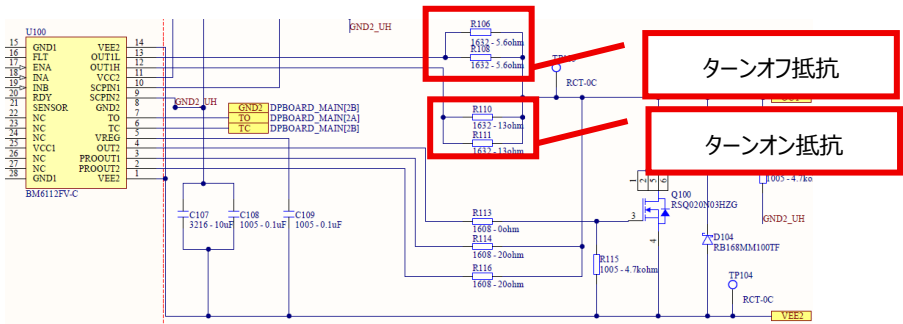 U100
GND2_UH
R106
1632 - 5.6ohm
R108
1632 - 5.6ohm
RCT-0C
ターンオフ抵抗
15 GND1 VEE2 14
16 FLT OUT1L 13
17 ENA OUT1H 12
18 INA VCC2 11
19 INB SCPIN1 10
20 RDY SCPIN2 9
21 SENSOR GND2 8
22 NC TO 7
23 NC TC 6
24 NC VREG 5
25 VCC1 OUT2 4
26 NC PROOUT1 3
27 NC PROOUT2 2
28 GND1 VEE2 1
BM6112FV-C
GND2_UH
GND2 DPBOARD_MAIN[2B]
TO DPBOARD_MAIN[2A]
TC DPBOARD_MAIN[2B]
R110
1632 - 13ohm
R111
1632 - 13ohm
ターンオン抵抗
1005 - 4.7ko
1 2 5 6
Q100
RSQ020N03HZG
3
4
GND2_UH
C107
3216 - 10uF
C108
1005 - 0.1uF
C109
1005 - 0.1uF
R113
1608 - 0ohm
R114
1608 - 20ohm
R116
1608 - 20ohm
R115
1005 - 4.7kohm
D104
RB168MM100TF
TP104
RCT-0C
VEE2